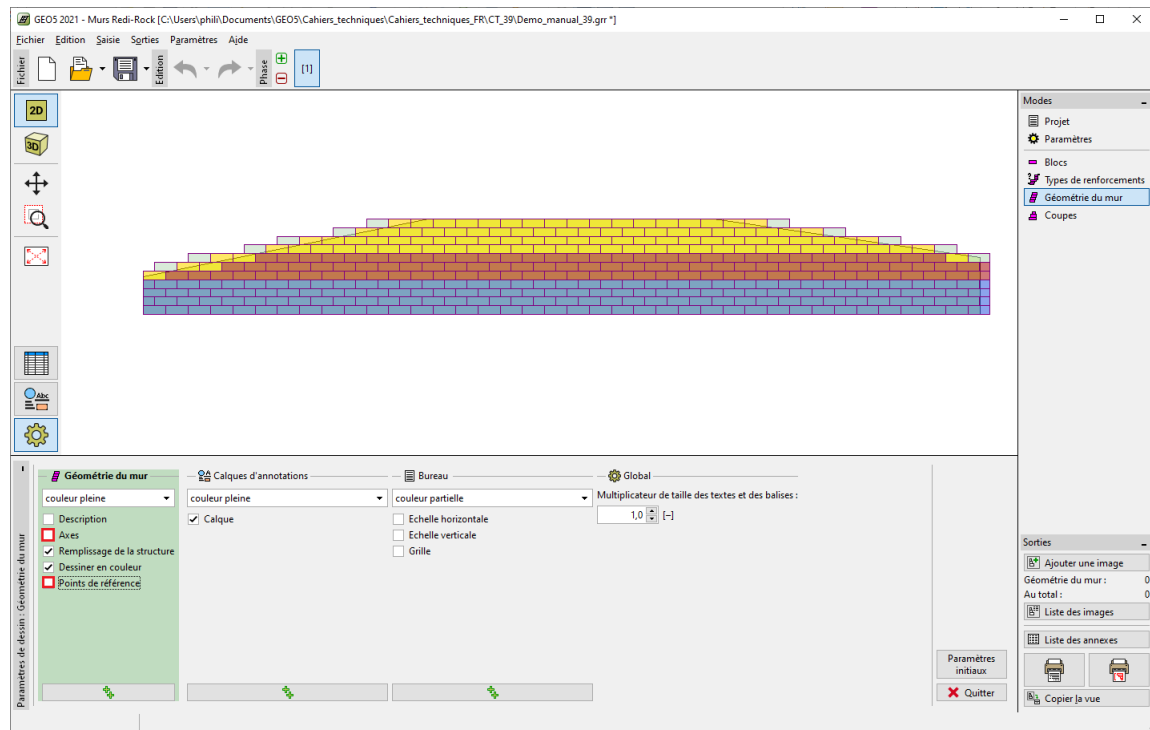 GEO5 2021 - Murs Redi-Rock [C:\Users\phili\Documents\GEO5\Cahiers_techniques\Cahiers_techniques_FR\CT_39\Demo_manual_39.grr *]
Fichier Edition Saisie Sorties Paramètres Aide
Fichier
Edition
Phase
[1]
2D
3D
Abc
Modes
Projet
Paramètres
Blocs
Types de renforcements
Géométrie du mur
Coupes
Paramètres de dessin : Géométrie du mur
Géométrie du mur
couleur pleine
Description
Axes
Remplissage de la structure
Dessiner en couleur
Points de référence
Calques d'annotations
couleur pleine
Calque
Bureau
couleur partielle
Echelle horizontale
Echelle verticale
Grille
Global
Multiplicateur de taille des textes et des balises :
1,0 [–]
Paramètres
initiaux
Quitter
Sorties
Ajouter une image
Géométrie du mur : 0
Au total : 0
Liste des images
Liste des annexes
Copier la vue